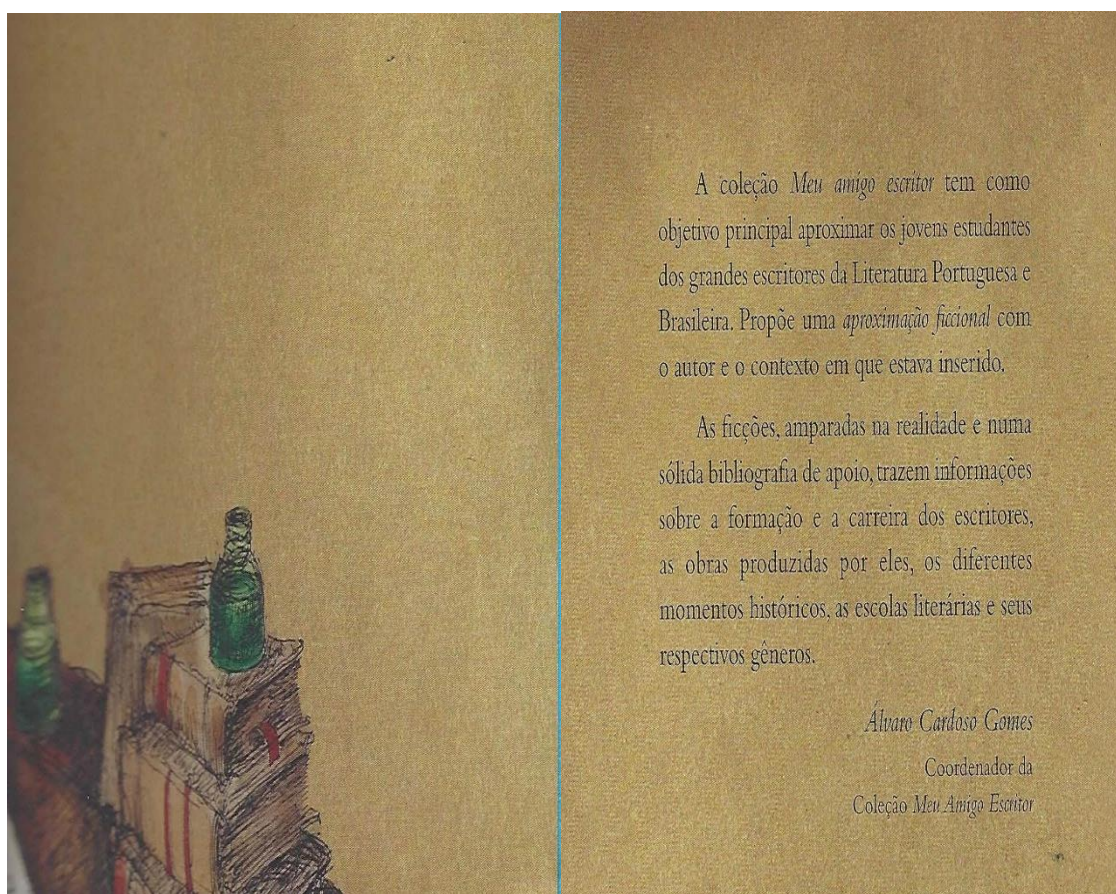 A coleção Meu amigo escritor tem como
objetivo principal aproximar os jovens estudantes
dos grandes escritores da Literatura Portuguesa e
Brasileira. Propõe uma aproximação ficcional com
o autor e o contexto em que estava inserido.
As ficções, amparadas na realidade e numa
sólida bibliografia de apoio, trazem informações
sobre a formação e a carreira dos escritores,
as obras produzidas por eles, os diferentes
momentos históricos, as escolas literárias e seus
respectivos gêneros.
Álvaro Cardoso Gomes
Coordenador da
Coleção Meu Amigo Escritor